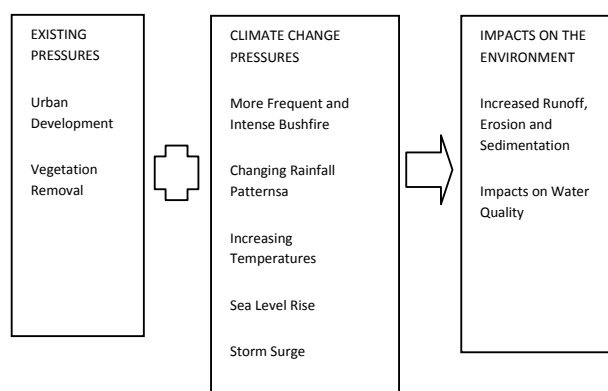 EXISTING
PRESSURES
Urban
Development
Vegetation
Removal
CLIMATE CHANGE
PRESSURES
More Frequent and
Intense Bushfire
Changing Rainfall
Patternsa
Increasing
Temperatures
Sea Level Rise
Storm Surge
IMPACTS ON THE
ENVIRONMENT
Increased Runoff,
Erosion and
Sedimentation
Impacts on Water
Quality